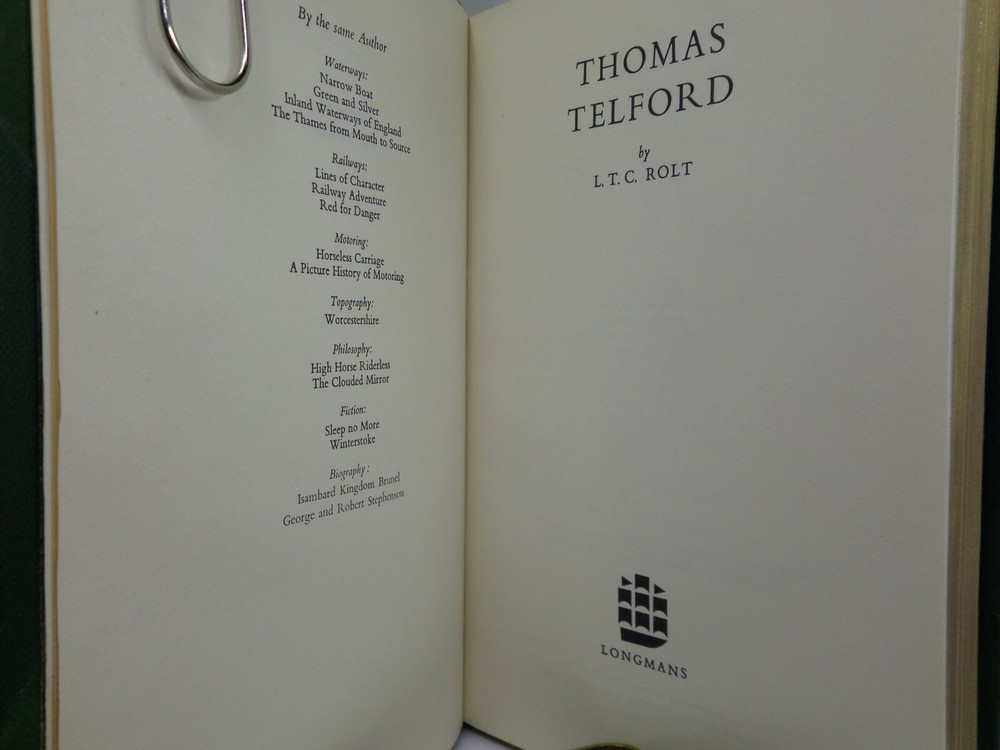 By the same Author
Waterways:
Narrow Boat
Green and Silver
Inland Waterways of England
The Thames from Mouth to Source
Railways:
Lines of Character
Railway Adventure
Red for Danger
Motoring:
Horseless Carriage
A Picture History of Motoring
Topography:
Worcestershire
Philosophy:
High Horse Riderless
The Clouded Mirror
Fiction:
Sleep no More
Winterstoke
Biography:
Isambard Kingdom Brunel
George and Robert Stephenson
THOMAS
TELFORD
by
L. T. C. ROLT
LONGMANS